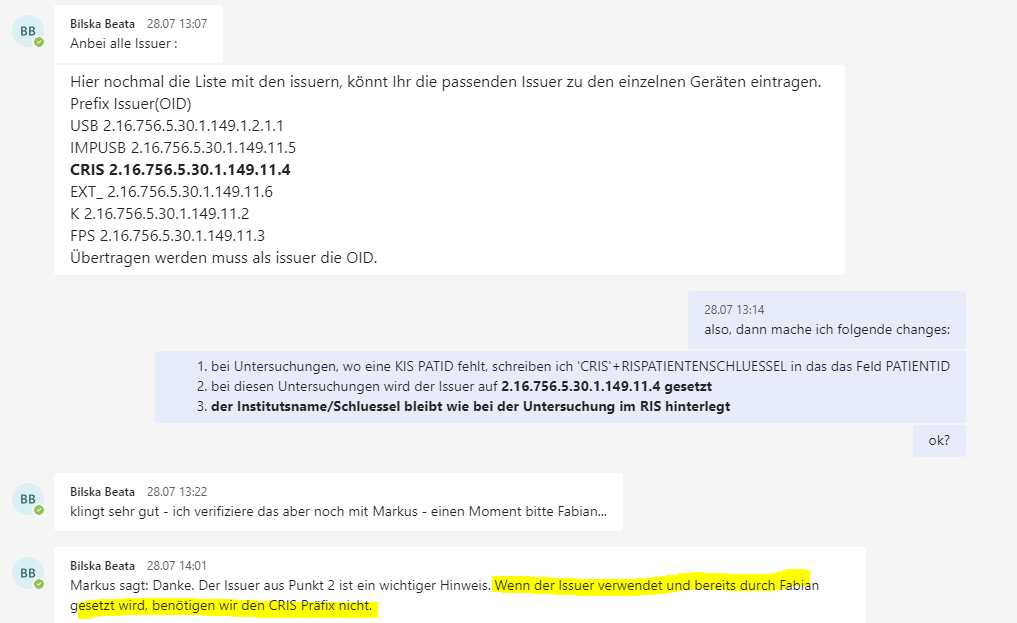 BB
Bilska Beata 28.07 13:07
Anbei alle Issuer :
Hier nochmal die Liste mit den issuern, könnt Ihr die passenden Issuer zu den einzelnen Geräten eintragen.
Prefix Issuer(OID)
USB 2.16.756.5.30.1.149.1.2.1.1
IMPUSB 2.16.756.5.30.1.149.11.5
CRIS 2.16.756.5.30.1.149.11.4
EXT_ 2.16.756.5.30.1.149.11.6
K 2.16.756.5.30.1.149.11.2
FPS 2.16.756.5.30.1.149.11.3
Übertragen werden muss als issuer die OID.
28.07 13:14
also, dann mache ich folgende changes:
1. bei Untersuchungen, wo eine KIS PATID fehlt, schreiben ich 'CRIS'+RISPATIENTENSCHLUESSEL in das das Feld PATIENTID
2. bei diesen Untersuchungen wird der Issuer auf 2.16.756.5.30.1.149.11.4 gesetzt
3. der Institutsname/Schluessel bleibt wie bei der Untersuchung im RIS hinterlegt
ok?
BB
Bilska Beata 28.07 13:22
klingt sehr gut - ich verifiziere das aber noch mit Markus - einen Moment bitte Fabian...
BB
Bilska Beata 28.07 14:01
Markus sagt: Danke. Der Issuer aus Punkt 2 ist ein wichtiger Hinweis. Wenn der Issuer verwendet und bereits durch Fabian
gesetzt wird, benötigen wir den CRIS Präfix nicht.